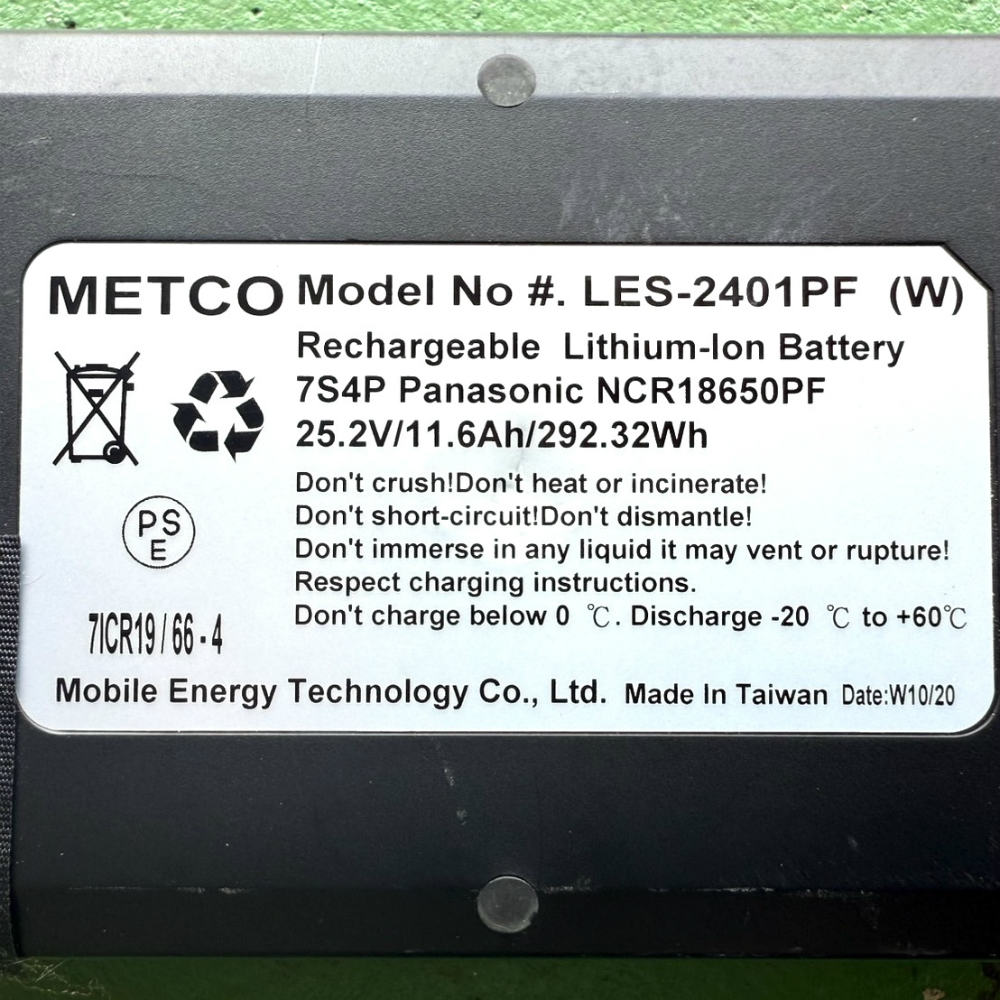 METCO Model No #. LES-2401PF (W)
Rechargeable Lithium-Ion Battery
7S4P Panasonic NCR18650PF
25.2V/11.6Ah/292.32Wh
Don't crush!Don't heat or incinerate!
Don't short-circuit!Don't dismantle!
Don't immerse in any liquid it may vent or rupture!
Respect charging instructions.
Don't charge below 0 ℃. Discharge -20 ℃ to +60℃
PS
E
7ICR19/66-4
Mobile Energy Technology Co., Ltd. Made In Taiwan Date:W10/20